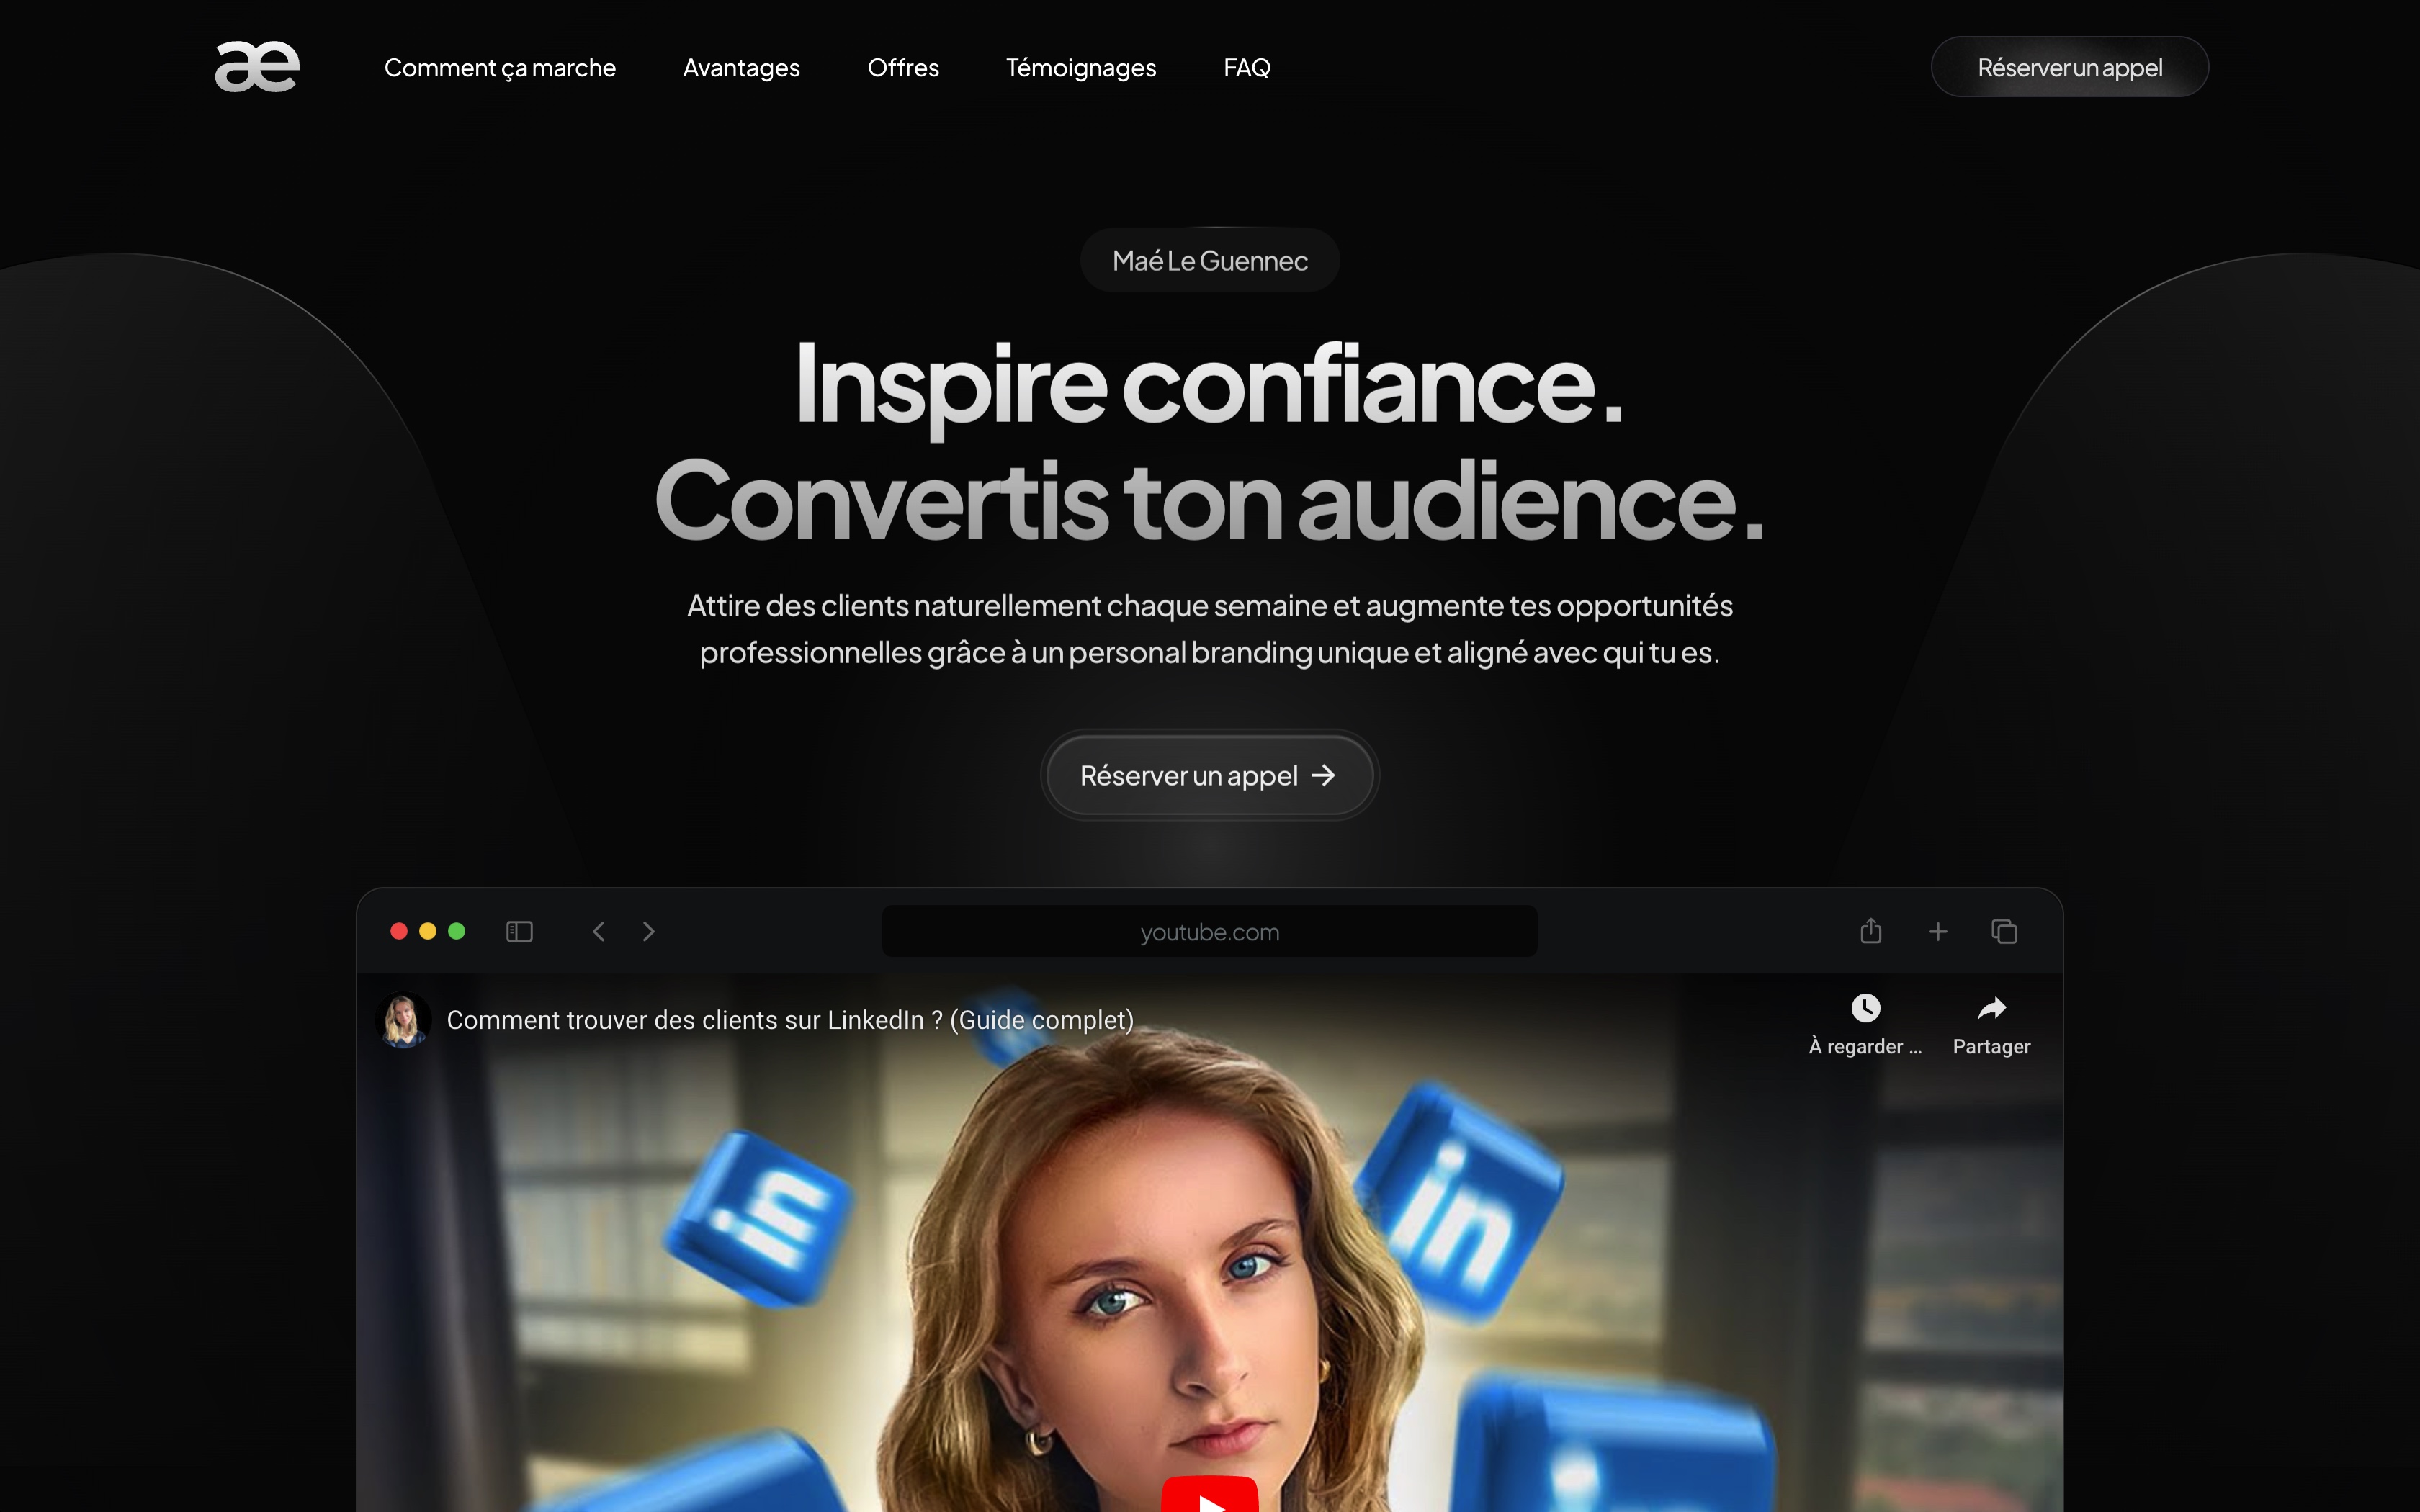 æ
Comment ça marche
Avantages
Offres
Témoignages
FAQ
Réserver un appel
Maé Le Guennec
Inspire confiance.
Convertis ton audience.
Attire des clients naturellement chaque semaine et augmente tes opportunités
professionnelles grâce à un personal branding unique et aligné avec qui tu es.
Réserver un appel →
youtube.com
Comment trouver des clients sur LinkedIn ? (Guide complet)
À regarder ...
Partager
in
in
in